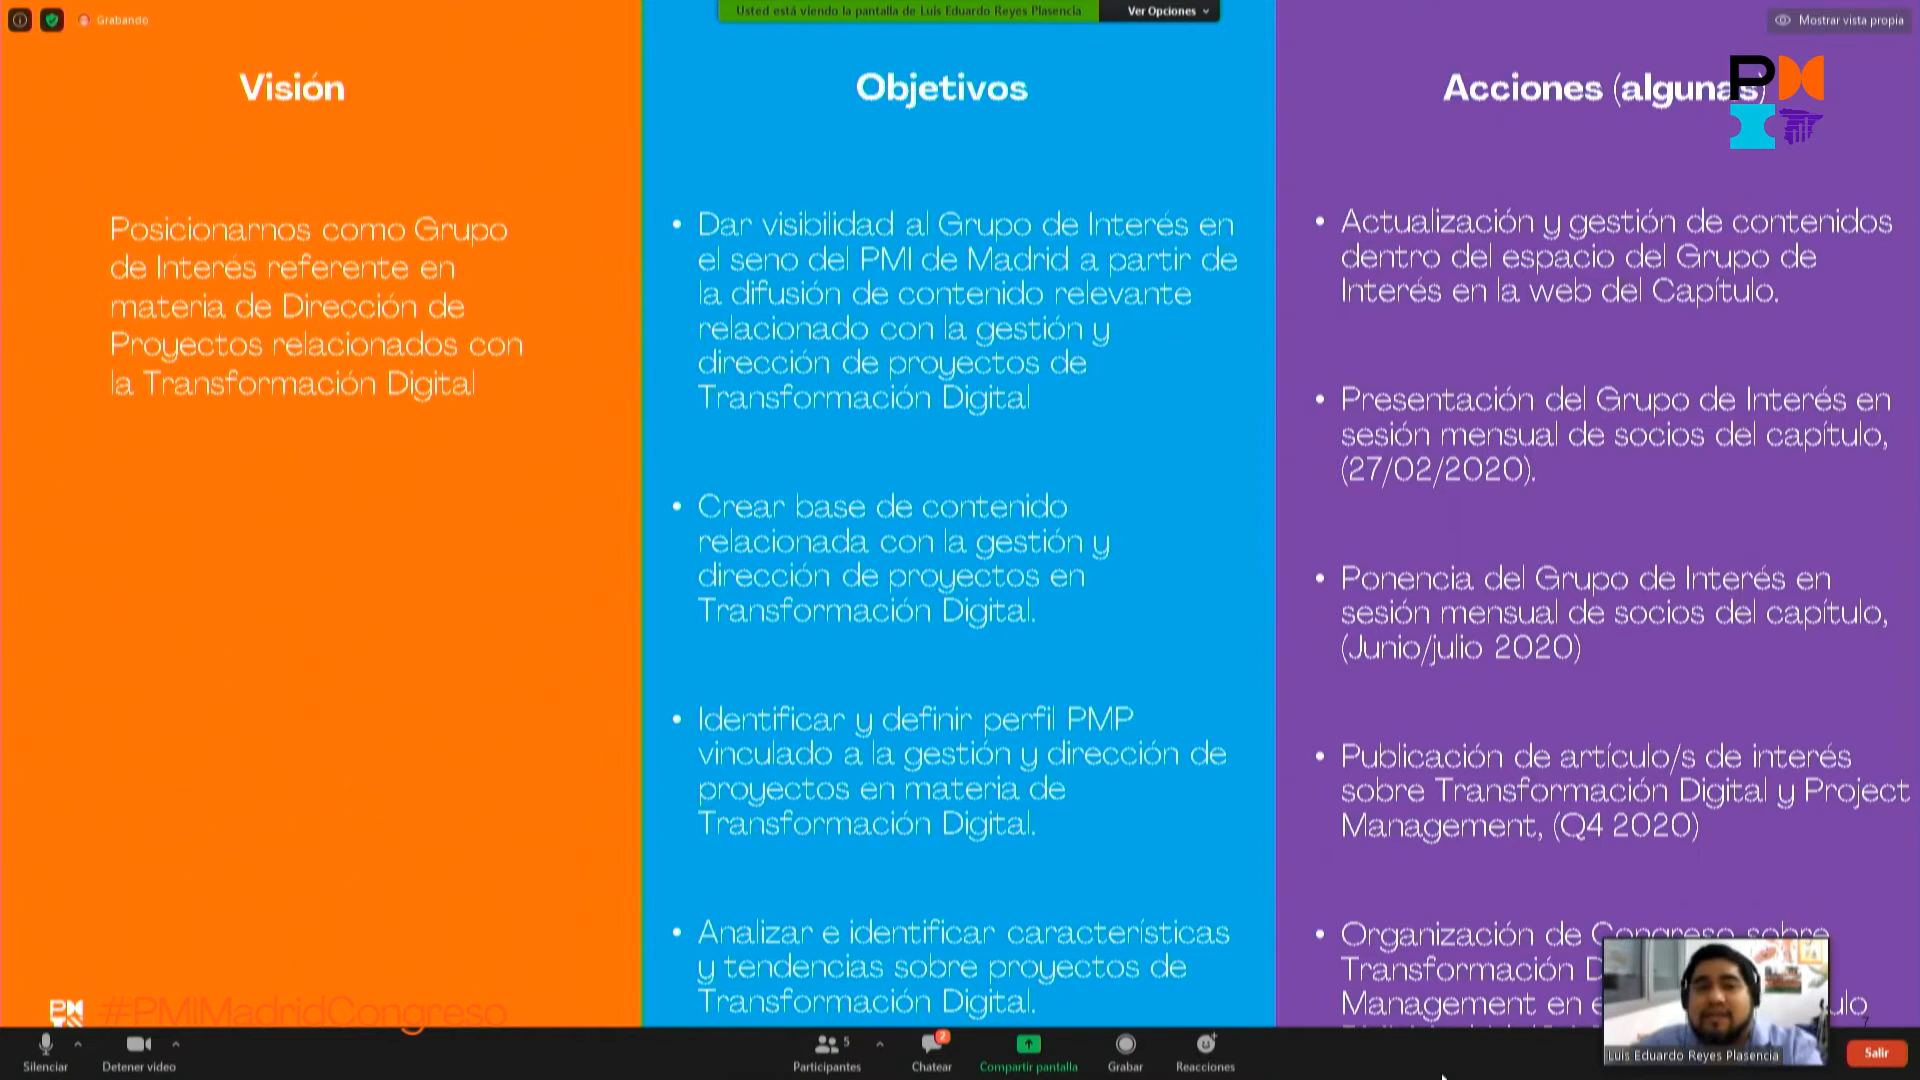 Grabando
Usted está viendo la pantalla de Luis Eduardo Reyes Plasencia
Ver Opciones
Mostrar vista propia
Visión
Posicionarnos como Grupo
de Interés referente en
materia de Dirección de
Proyectos relacionados con
la Transformación Digital
Objetivos
• Dar visibilidad al Grupo de Interés en
el seno del PMI de Madrid a partir de
la difusión de contenido relevante
relacionado con la gestión y
dirección de proyectos de
Transformación Digital
• Crear base de contenido
relacionada con la gestión y
dirección de proyectos en
Transformación Digital.
• Identificar y definir perfil PMP
vinculado a la gestión y dirección de
proyectos en materia de
Transformación Digital.
• Analizar e identificar características
y tendencias sobre proyectos de
Transformación Digital.
Acciones (algunas)
• Actualización y gestión de contenidos
dentro del espacio del Grupo de
Interés en la web del Capítulo.
• Presentación del Grupo de Interés en
sesión mensual de socios del capítulo,
(27/02/2020).
• Ponencia del Grupo de Interés en
sesión mensual de socios del capítulo,
(Junio/julio 2020)
• Publicación de artículo/s de interés
sobre Transformación Digital y Project
Management, (Q4 2020)
• Organización de Congreso sobre
Transformación
Management en
#PMIMadridCongreso
7
Luis Eduardo Reyes Plasencia
Silenciar
Detener video
Participantes
5
Chatear
2
Compartir pantalla
Grabar
Reacciones
Salir